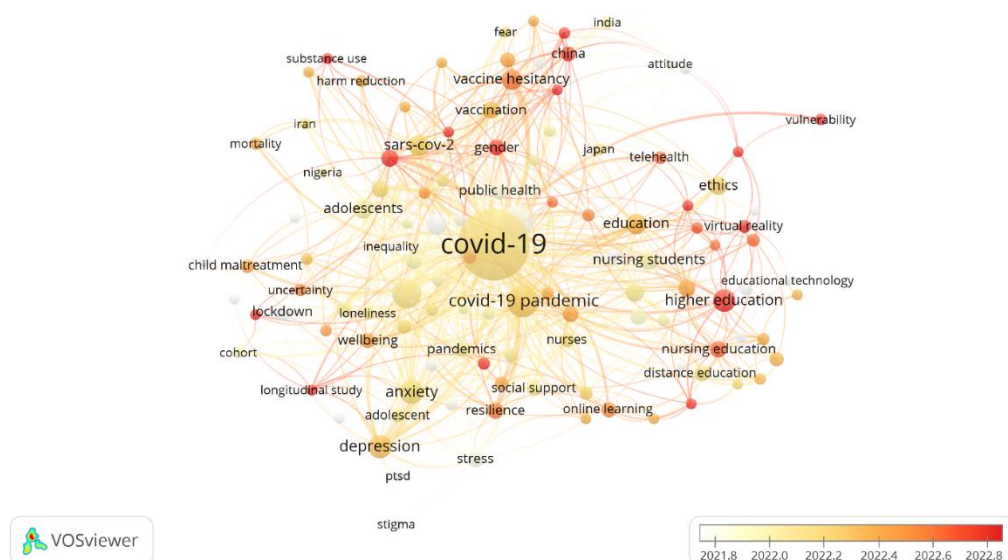 india
fear
china
substance use
attitude
vaccine hesitancy
harm reduction
vaccination
vulnerability
iran
mortality
sars-cov-2
gender
japan
telehealth
nigeria
public health
ethics
adolescents
education
virtual reality
covid-19
inequality
nursing students
child maltreatment
educational technology
uncertainty
covid-19 pandemic
higher education
lockdown
loneliness
wellbeing
nurses
pandemics
nursing education
cohort
distance education
longitudinal study
anxiety
social support
adolescent
resilience
online learning
depression
stress
ptsd
stigma
VOSviewer
2021.8 2022.0 2022.2 2022.4 2022.6 2022.8